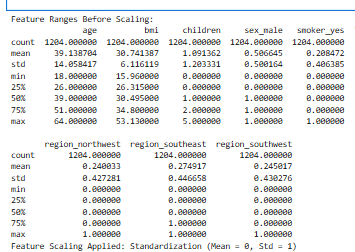 Feature Ranges Before Scaling:
age bmi children sex_male smoker_yes
count 1204.000000 1204.000000 1204.000000 1204.000000 1204.000000
mean 39.138704 30.741387 1.091362 0.506645 0.208472
std 14.058417 6.116119 1.203331 0.500164 0.406385
min 18.000000 15.960000 0.000000 0.000000 0.000000
25% 26.000000 26.315000 0.000000 0.000000 0.000000
50% 39.000000 30.495000 1.000000 1.000000 0.000000
75% 51.000000 34.800000 2.000000 1.000000 0.000000
max 64.000000 53.130000 5.000000 1.000000 1.000000
region_northwest region_southeast region_southwest
count 1204.000000 1204.000000 1204.000000
mean 0.240033 0.274917 0.245017
std 0.427281 0.446658 0.430276
min 0.000000 0.000000 0.000000
25% 0.000000 0.000000 0.000000
50% 0.000000 0.000000 0.000000
75% 0.000000 1.000000 0.000000
max 1.000000 1.000000 1.000000
Feature Scaling Applied: Standardization (Mean = 0, Std = 1)